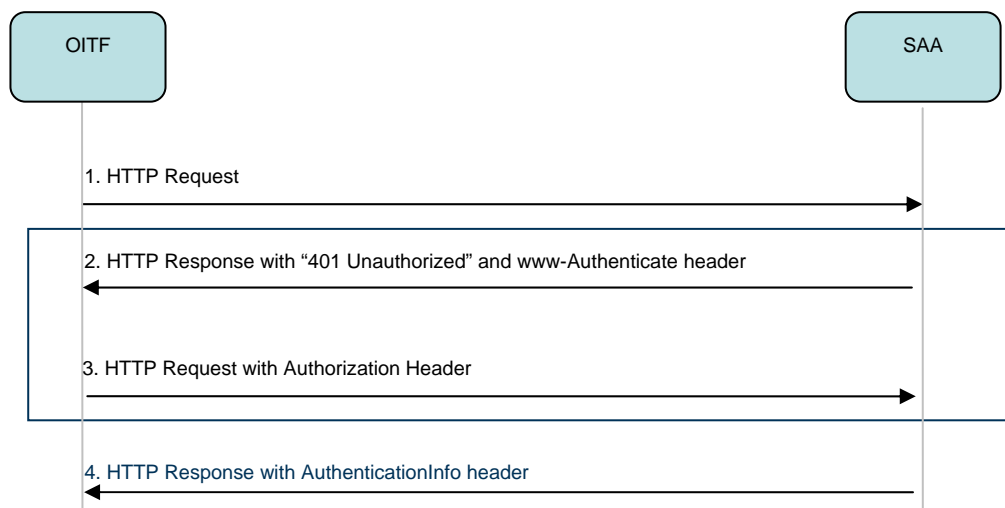 OITF
SAA
1. HTTP Request
2. HTTP Response with “401 Unauthorized” and www-Authenticate header
3. HTTP Request with Authorization Header
4. HTTP Response with AuthenticationInfo header